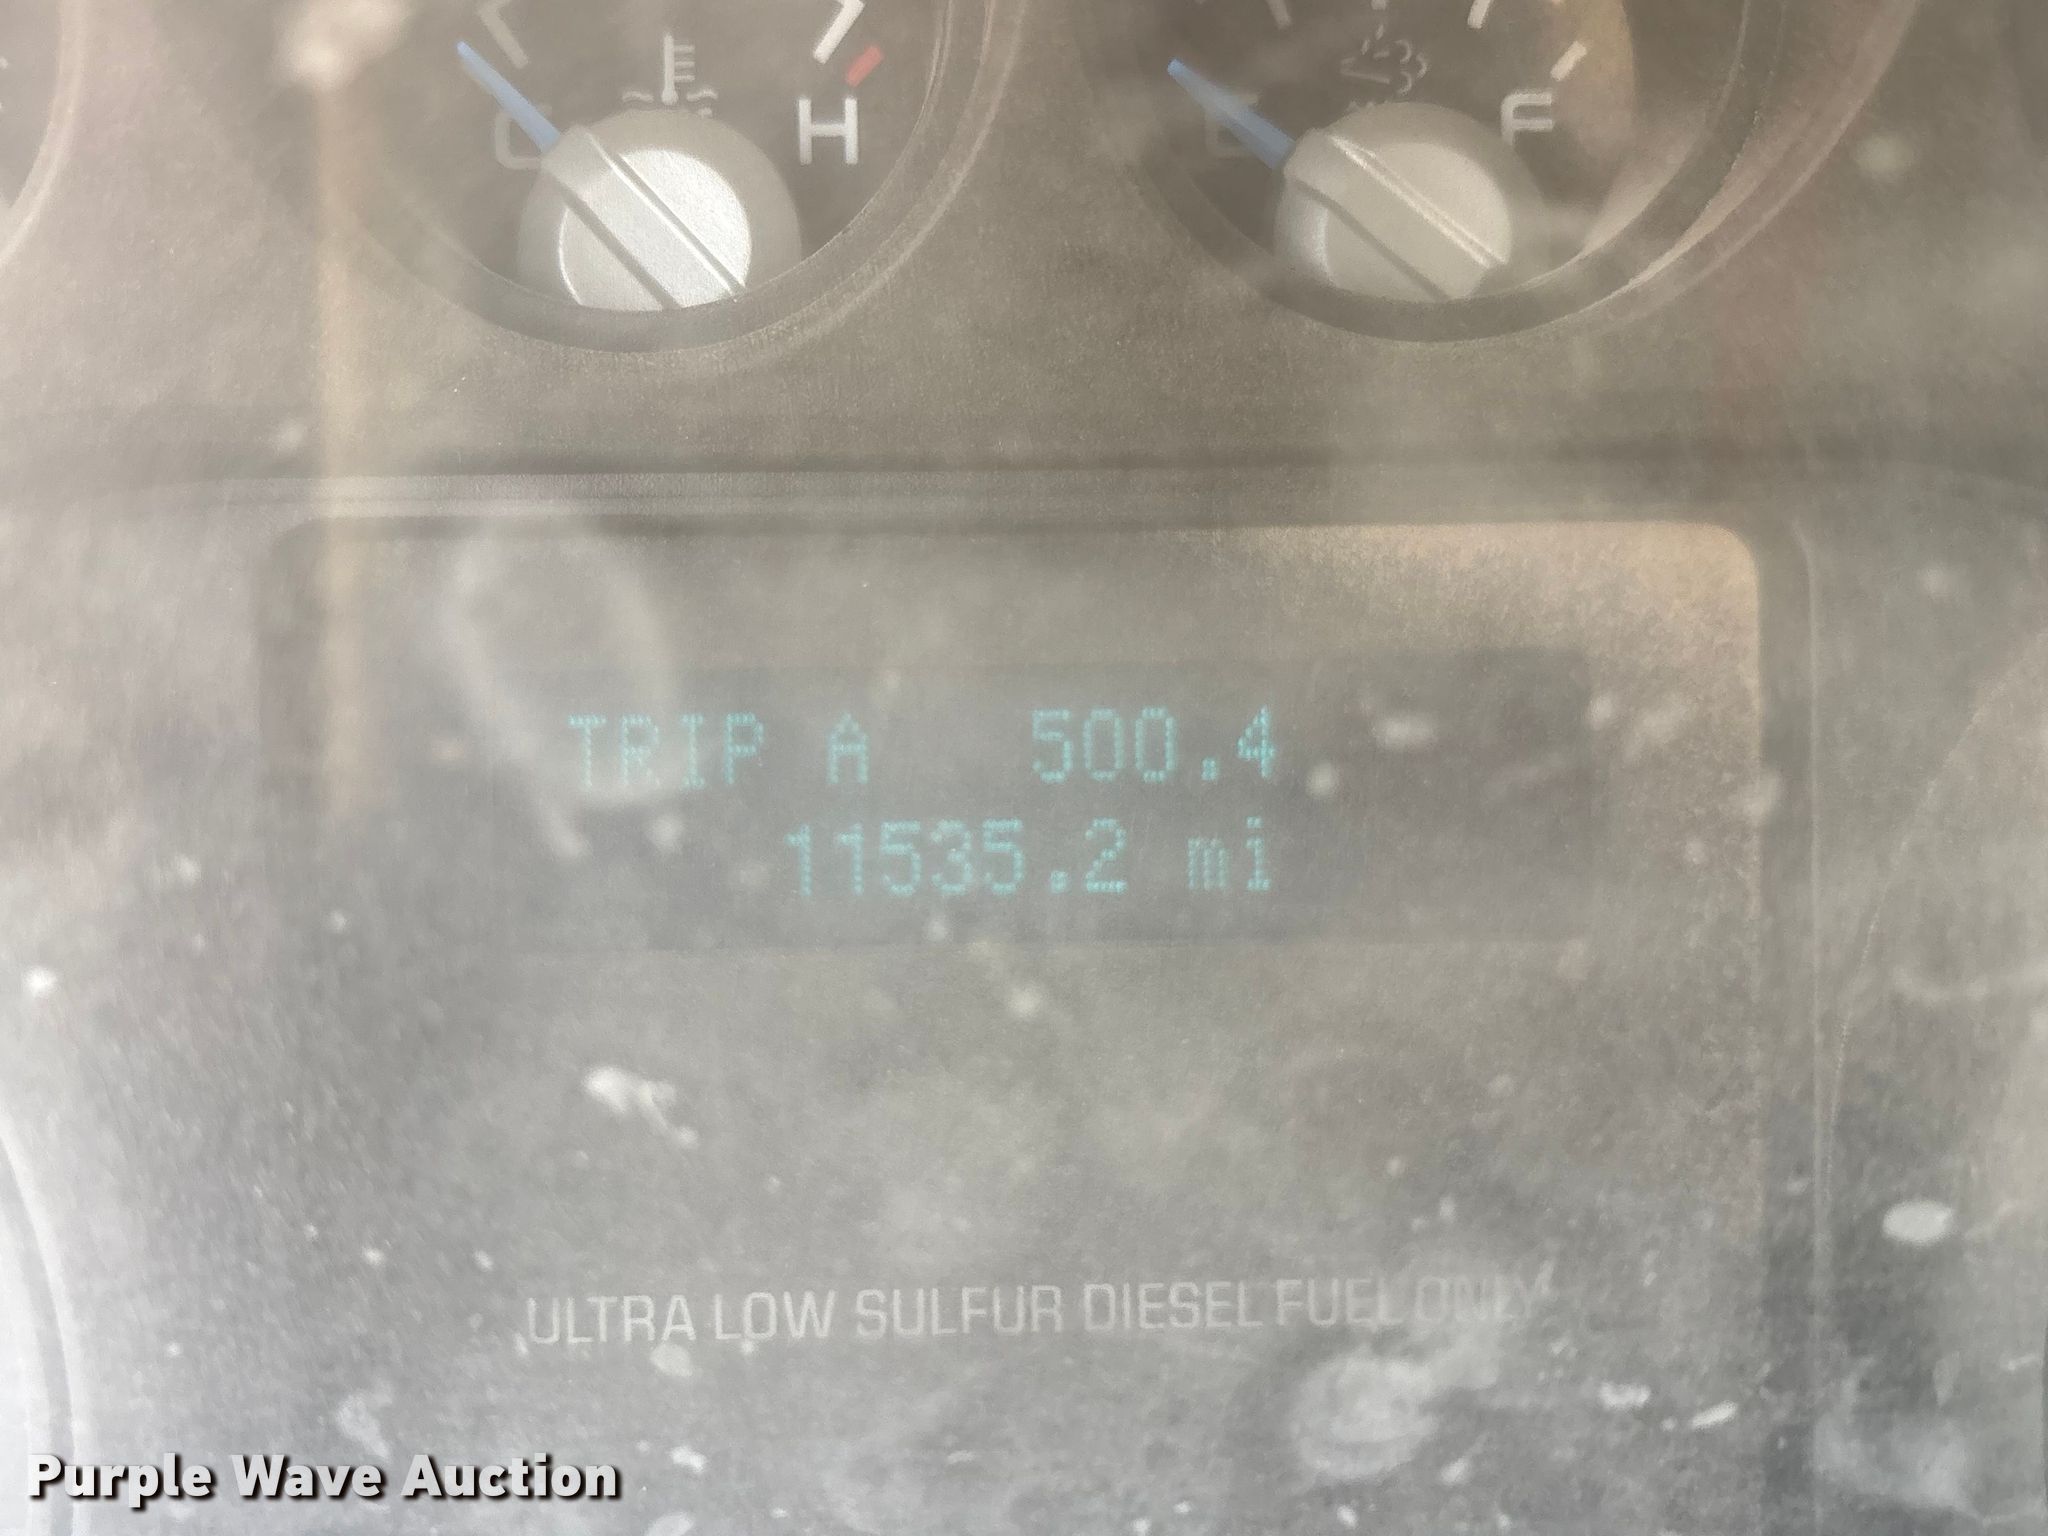 C H E F
TRIP A 500.4
11535.2 mi
ULTRA LOW SULFUR DIESEL FUEL ONLY
Purple Wave Auction